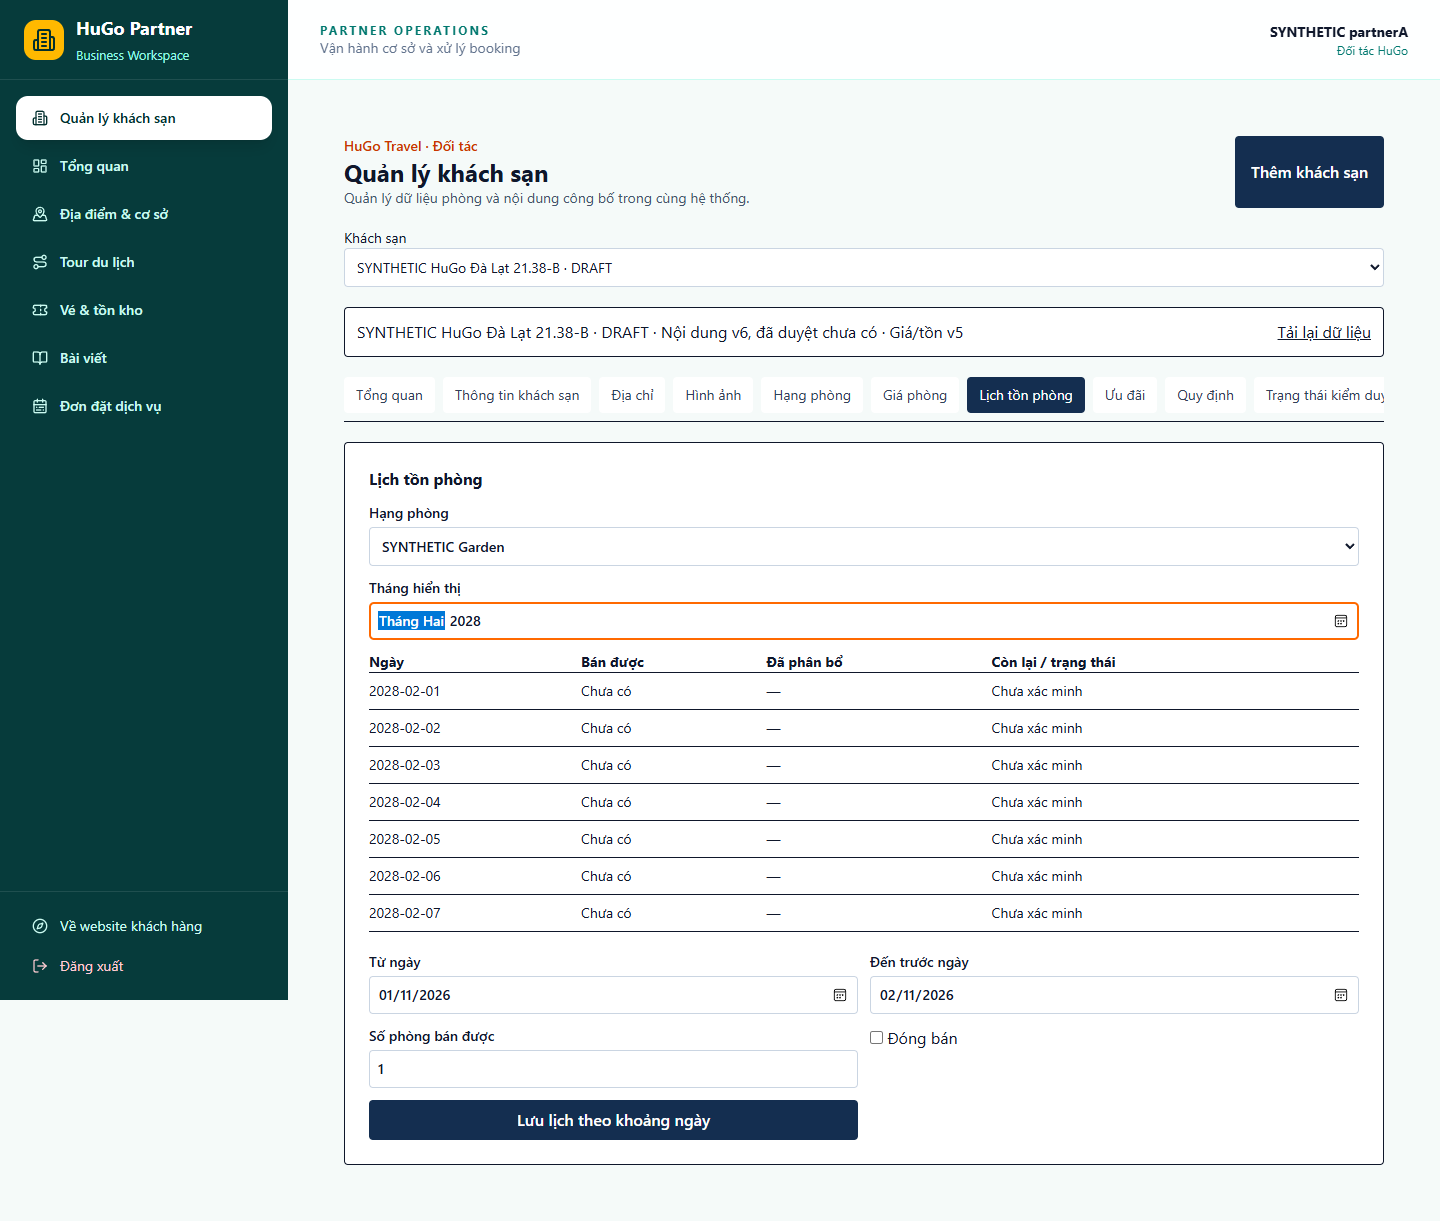 HuGo Partner
Business Workspace
Quản lý khách sạn
Tổng quan
Địa điểm & cơ sở
Tour du lịch
Vé & tồn kho
Bài viết
Đơn đặt dịch vụ
Về website khách hàng
Đăng xuất
PARTNER OPERATIONS
Vận hành cơ sở và xử lý booking
SYNTHETIC partnerA
Đối tác HuGo
HuGo Travel · Đối tác
Quản lý khách sạn
Quản lý dữ liệu phòng và nội dung công bố trong cùng hệ thống.
Thêm khách sạn
Khách sạn
SYNTHETIC HuGo Đà Lạt 21.38-B · DRAFT
SYNTHETIC HuGo Đà Lạt 21.38-B · DRAFT · Nội dung v6, đã duyệt chưa có · Giá/tồn v5
Tải lại dữ liệu
Tổng quan Thông tin khách sạn Địa chỉ Hình ảnh Hạng phòng Giá phòng Lịch tồn phòng Ưu đãi Quy định Trạng thái kiểm duy
Lịch tồn phòng
Hạng phòng
SYNTHETIC Garden
Tháng hiển thị
Tháng Hai 2028
Ngày Bán được Đã phân bổ Còn lại / trạng thái
2028-02-01 Chưa có — Chưa xác minh
2028-02-02 Chưa có — Chưa xác minh
2028-02-03 Chưa có — Chưa xác minh
2028-02-04 Chưa có — Chưa xác minh
2028-02-05 Chưa có — Chưa xác minh
2028-02-06 Chưa có — Chưa xác minh
2028-02-07 Chưa có — Chưa xác minh
Từ ngày Đến trước ngày
01/11/2026 02/11/2026
Số phòng bán được
Đóng bán
1
Lưu lịch theo khoảng ngày